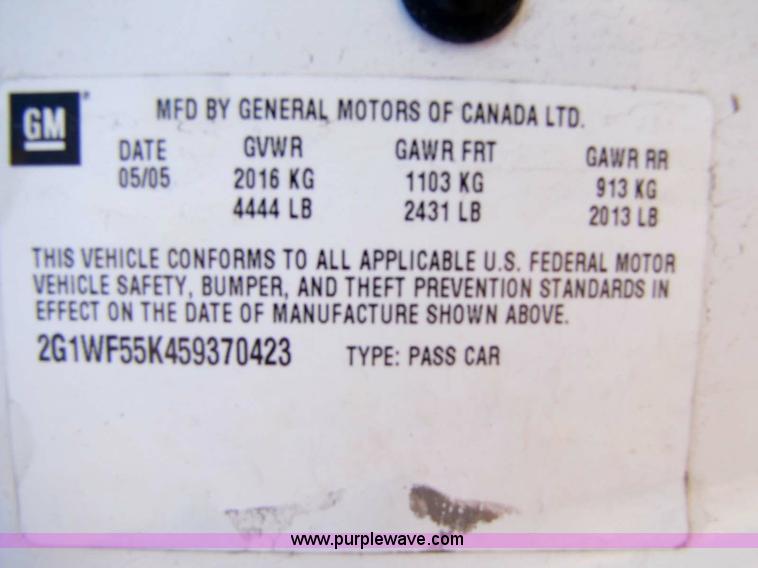 GM
MFD BY GENERAL MOTORS OF CANADA LTD.
DATE GVWR GAWR FRT GAWR RR
05/05 2016 KG 1103 KG 913 KG
4444 LB 2431 LB 2013 LB
THIS VEHICLE CONFORMS TO ALL APPLICABLE U.S. FEDERAL MOTOR
VEHICLE SAFETY, BUMPER, AND THEFT PREVENTION STANDARDS IN
EFFECT ON THE DATE OF MANUFACTURE SHOWN ABOVE.
2G1WF55K459370423 TYPE: PASS CAR
www.purplewave.com